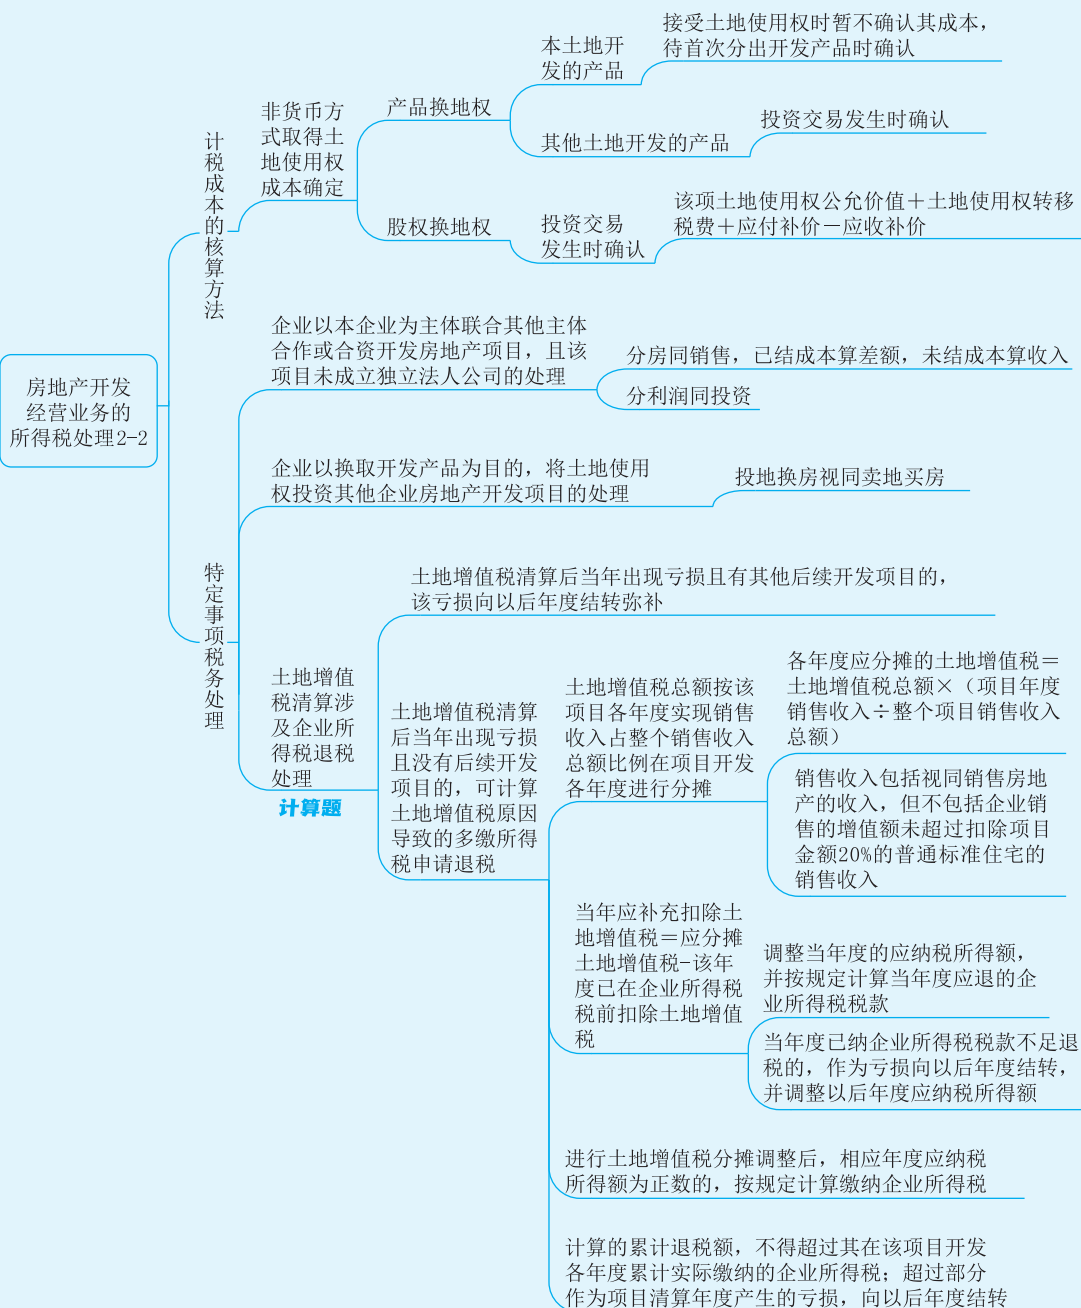 房地产开发
经营业务的
所得税处理2-2
计税成本的核算方法
非货币方
式取得土
地使用权
成本确定
产品换地权
本土地开
发的产品
接受土地使用权时暂不确认其成本，
待首次分出开发产品时确认
其他土地开发的产品
投资交易发生时确认
股权换地权
投资交易
发生时确认
该项土地使用权公允价值＋土地使用权转移
税费＋应付补价－应收补价
特定事项税务处理
企业以本企业为主体联合其他主体
合作或合资开发房地产项目，且该
项目未成立独立法人公司的处理
分房同销售，已结成本算差额，未结成本算收入
分利润同投资
企业以换取开发产品为目的，将土地使用
权投资其他企业房地产开发项目的处理
投地换房视同卖地买房
土地增值
税清算涉
及企业所
得税退税
处理
计算题
土地增值税清算后当年出现亏损且有其他后续开发项目的，
该亏损向以后年度结转弥补
土地增值税清算
后当年出现亏损
且没有后续开发
项目的，可计算
土地增值税原因
导致的多缴所得
税申请退税
土地增值税总额按该
项目各年度实现销售
收入占整个销售收入
总额比例在项目开发
各年度进行分摊
各年度应分摊的土地增值税＝
土地增值税总额×（项目年度
销售收入÷整个项目销售收入
总额）
销售收入包括视同销售房地
产的收入，但不包括企业销
售的增值额未超过扣除项目
金额20%的普通标准住宅的
销售收入
当年应补充扣除土
地增值税＝应分摊
土地增值税-该年
度已在企业所得税
税前扣除土地增值
税
调整当年度的应纳税所得额，
并按规定计算当年度应退的企
业所得税税款
当年度已纳企业所得税税款不足退
税的，作为亏损向以后年度结转，
并调整以后年度应纳税所得额
进行土地增值税分摊调整后，相应年度应纳税
所得额为正数的，按规定计算缴纳企业所得税
计算的累计退税额，不得超过其在该项目开发
各年度累计实际缴纳的企业所得税；超过部分
作为项目清算年度产生的亏损，向以后年度结转